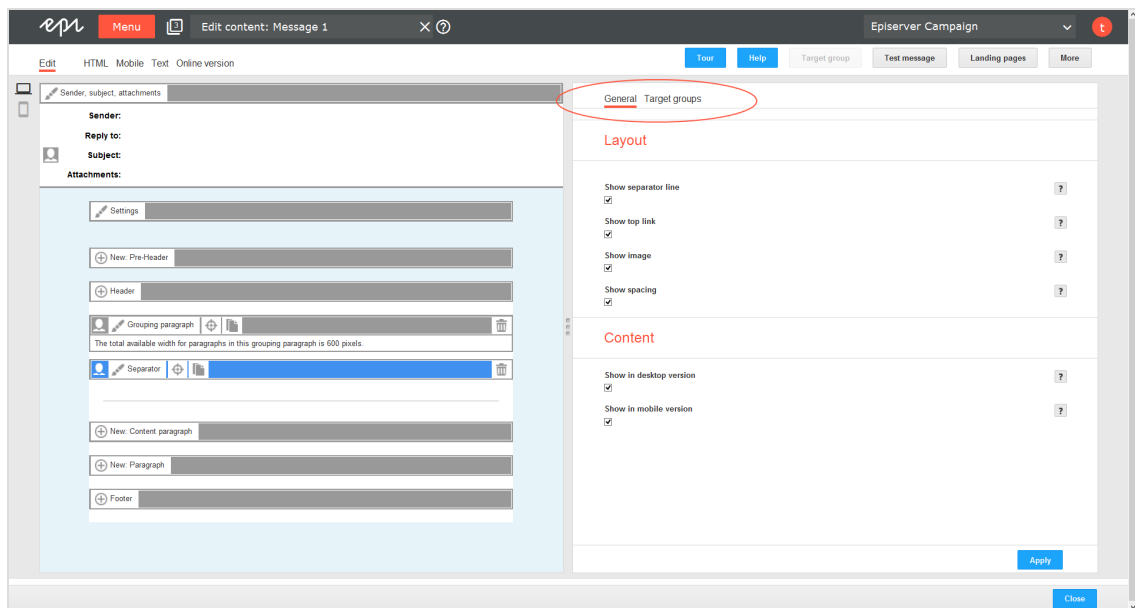 epi Menu 3 Edit content: Message 1 Episerver Campaign t
Edit HTML Mobile Text Online version Tour Help Target group Test message Landing pages More
Sender, subject, attachments
Sender:
Reply to:
Subject:
Attachments:
Settings
New: Pre-Header
Header
Grouping paragraph
The total available width for paragraphs in this grouping paragraph is 600 pixels.
Separator
New: Content paragraph
New: Paragraph
Footer
General Target groups
Layout
Show separator line ?
Show top link ?
Show image ?
Show spacing ?
Content
Show in desktop version ?
Show in mobile version ?
Apply
Close